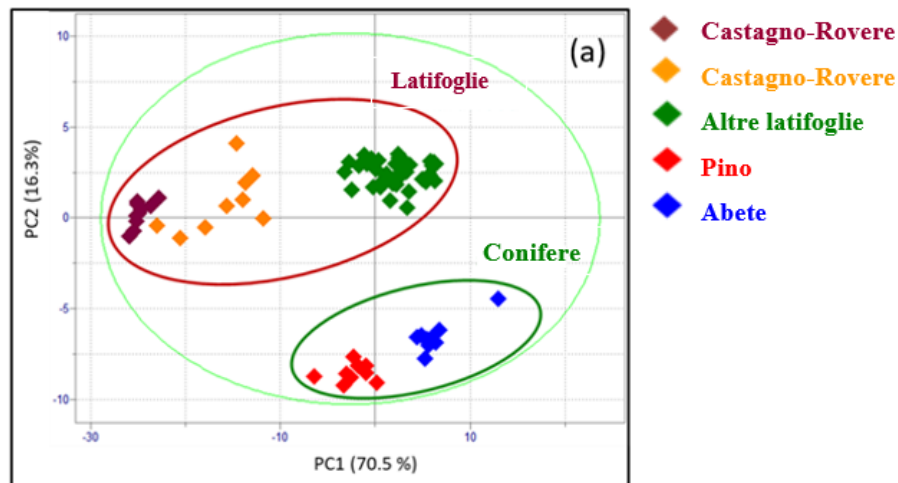 (a)
Latifoglie
Conifere
10
5
0
-5
-10
PC2 (16.3%)
-30
-10
10
PC1 (70.5 %)
Castagno-Rovere
Castagno-Rovere
Altre latifoglie
Pino
Abete